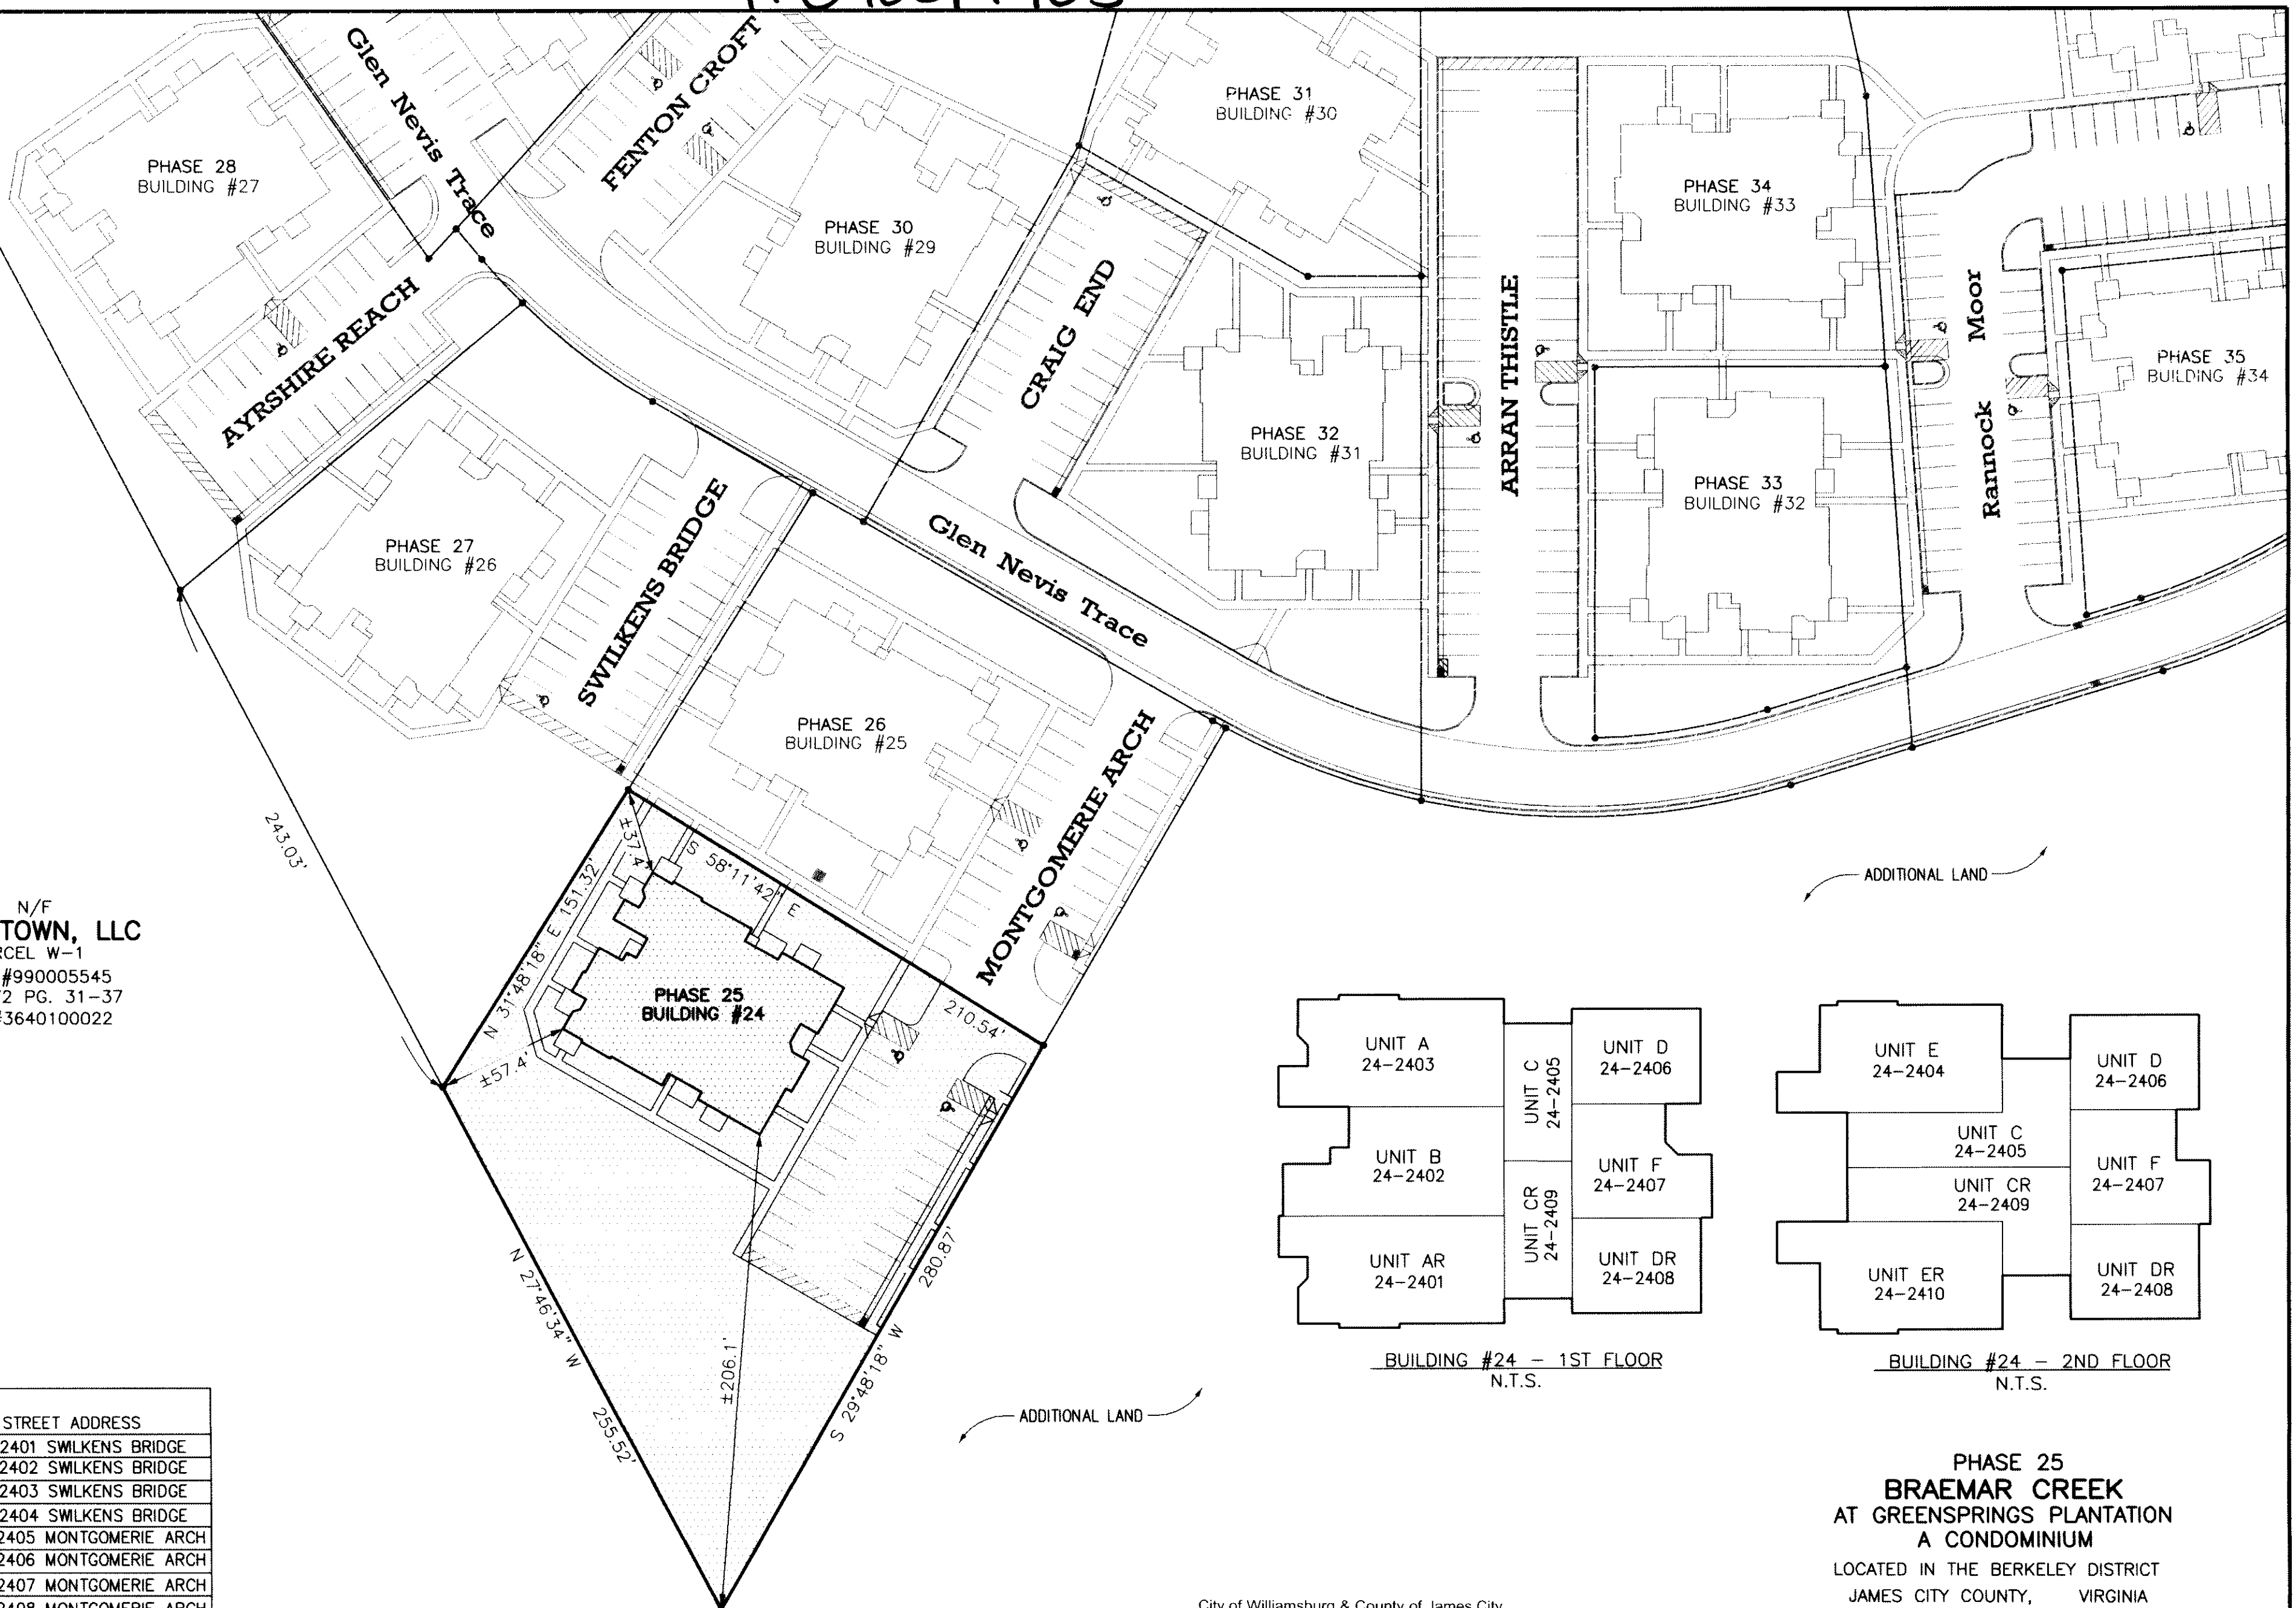 Glen Nevis Trace
FENTON CROFT
PHASE 31
BUILDING #30
PHASE 28
BUILDING #27
PHASE 34
BUILDING #33
PHASE 30
BUILDING #29
AYRSHIRE REACH
CRAIG END
ARRAN THISTLE
Rannock Moor
PHASE 35
BUILDING #34
PHASE 32
BUILDING #31
PHASE 33
BUILDING #32
PHASE 27
BUILDING #26
SWILKENS BRIDGE
Glen Nevis Trace
PHASE 26
BUILDING #25
MONTGOMERIE ARCH
243.03'
±37.4'
S 58°11'42" E
210.54'
N 31°48'18" E 151.32'
ADDITIONAL LAND
N/F
TOWN, LLC
RCEL W-1
#990005545
2 PG. 31-37
#3640100022
PHASE 25
BUILDING #24
±57.4'
N 27°46'34" W
255.52'
±206.1'
S 29°48'18" W
280.87'
ADDITIONAL LAND
UNIT A
24-2403
UNIT C
24-2405
UNIT D
24-2406
UNIT B
24-2402
UNIT F
24-2407
UNIT CR
24-2409
UNIT AR
24-2401
UNIT DR
24-2408
BUILDING #24 - 1ST FLOOR
N.T.S.
UNIT E
24-2404
UNIT D
24-2406
UNIT C
24-2405
UNIT F
24-2407
UNIT CR
24-2409
UNIT ER
24-2410
UNIT DR
24-2408
BUILDING #24 - 2ND FLOOR
N.T.S.
STREET ADDRESS
2401 SWILKENS BRIDGE
2402 SWILKENS BRIDGE
2403 SWILKENS BRIDGE
2404 SWILKENS BRIDGE
2405 MONTGOMERIE ARCH
2406 MONTGOMERIE ARCH
2407 MONTGOMERIE ARCH
2408 MONTGOMERIE ARCH
PHASE 25
BRAEMAR CREEK
AT GREENSPRINGS PLANTATION
A CONDOMINIUM
LOCATED IN THE BERKELEY DISTRICT
JAMES CITY COUNTY, VIRGINIA
City of Williamsburg & County of James City